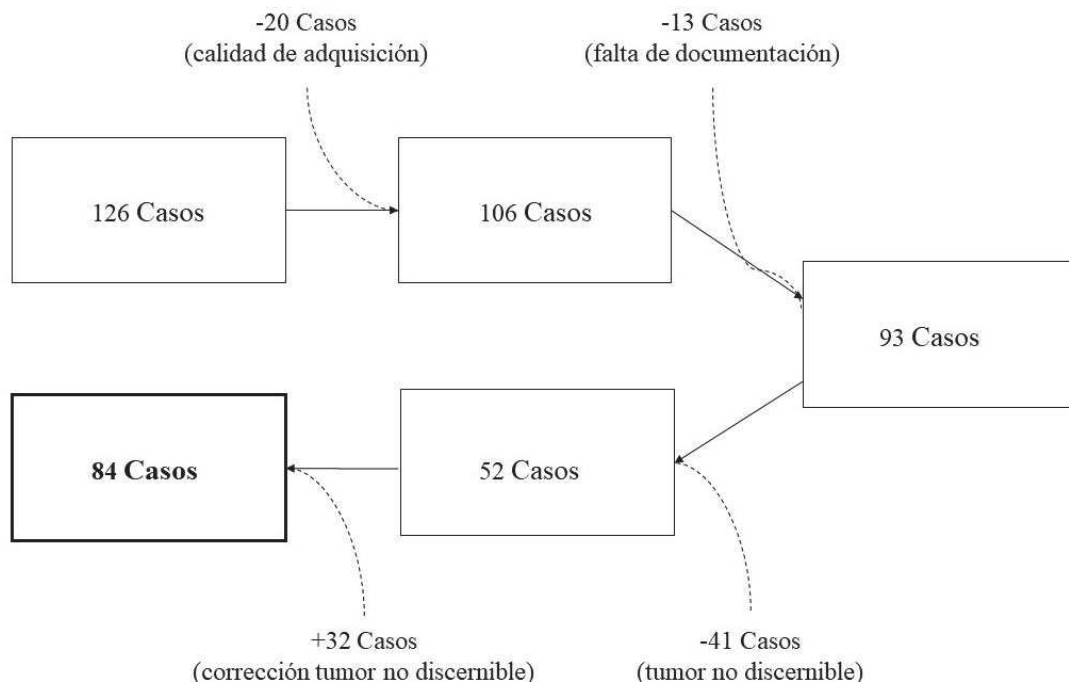 -20 Casos
(calidad de adquisición)
-13 Casos
(falta de documentación)
126 Casos
106 Casos
93 Casos
84 Casos
52 Casos
+32 Casos
(corrección tumor no discernible)
-41 Casos
(tumor no discernible)